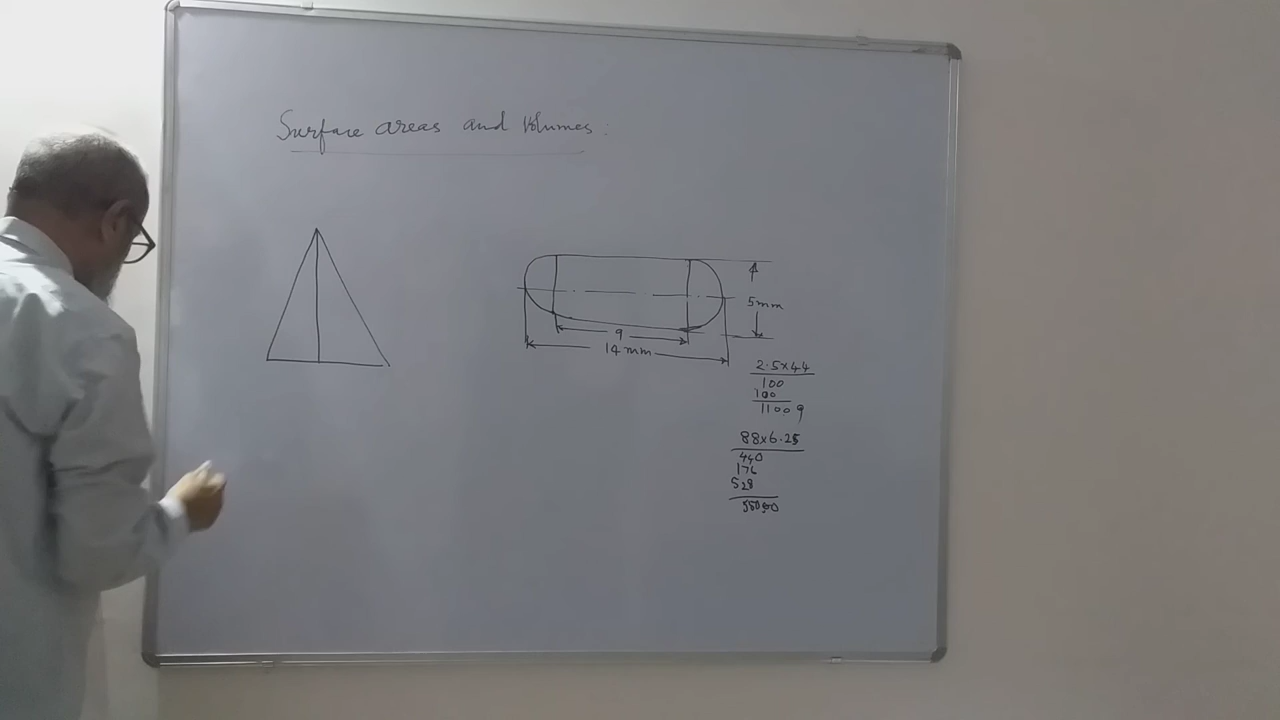 Surface areas and Volumes:
5mm
9
14 mm
2.5x44
100
100
1100 9
88x6.25
440
176
528
55000